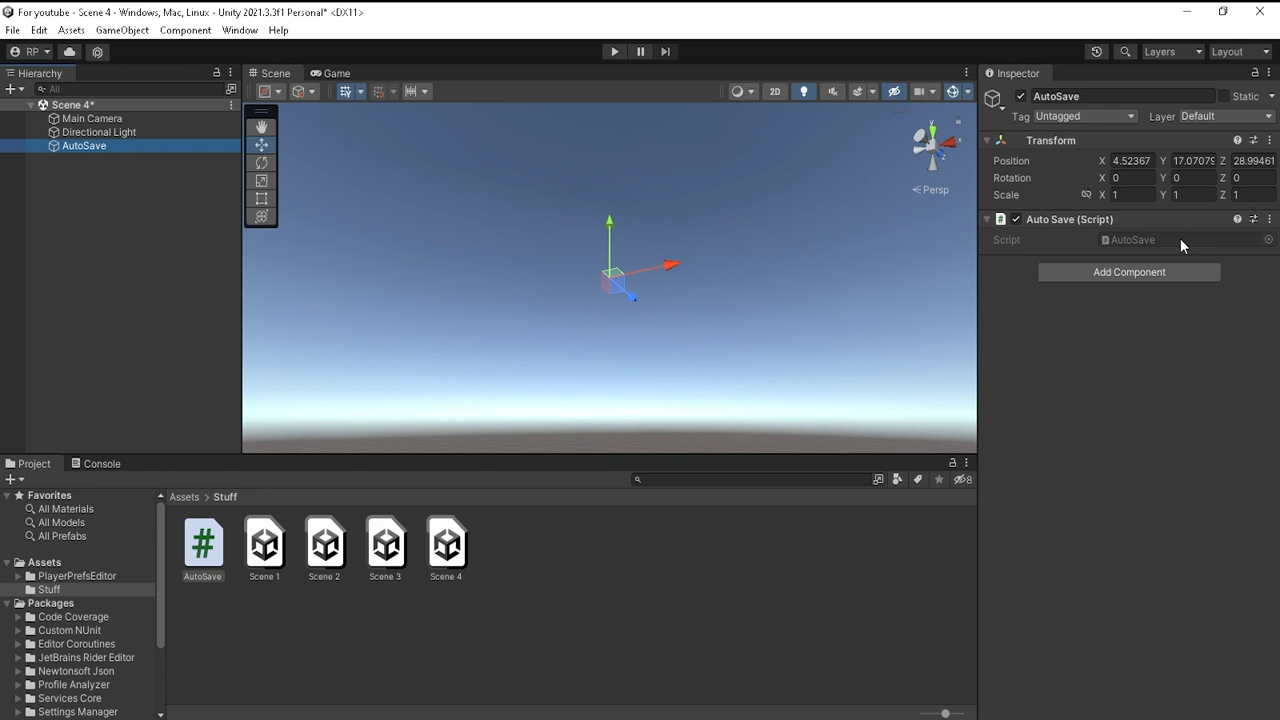 For youtube - Scene 4 - Windows, Mac, Linux - Unity 2021.3.3f1 Personal* <DX11>
File Edit Assets GameObject Component Window Help
RP Layers Layout
Hierarchy
All
Scene 4*
Main Camera
Directional Light
AutoSave
Scene Game
2D
y
x
z
Persp
Inspector
AutoSave Static
Tag Untagged Layer Default
Transform
Position X 4.52367 Y 17.07079 Z 28.99461
Rotation X 0 Y 0 Z 0
Scale X 1 Y 1 Z 1
# Auto Save (Script)
Script AutoSave
Add Component
Project Console
8
Favorites
All Materials
All Models
All Prefabs
Assets
PlayerPrefsEditor
Stuff
Packages
Code Coverage
Custom NUnit
Editor Coroutines
JetBrains Rider Editor
Newtonsoft Json
Profile Analyzer
Services Core
Settings Manager
Assets > Stuff
#
AutoSave Scene 1 Scene 2 Scene 3 Scene 4